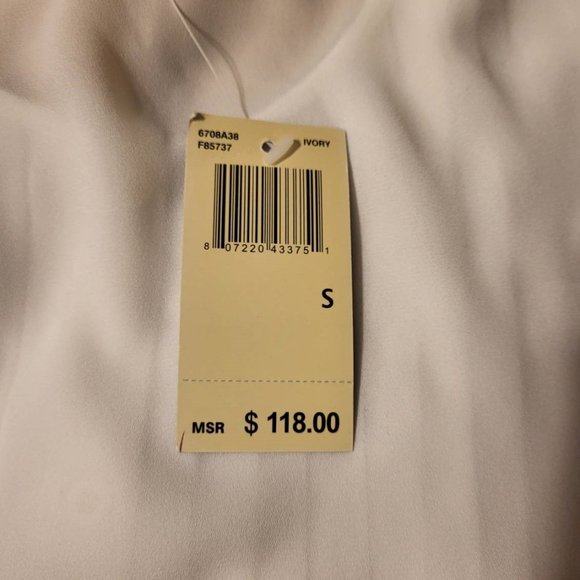 6708A38
F85737 IVORY
8 07220 43375 1
S
MSR $ 118.00